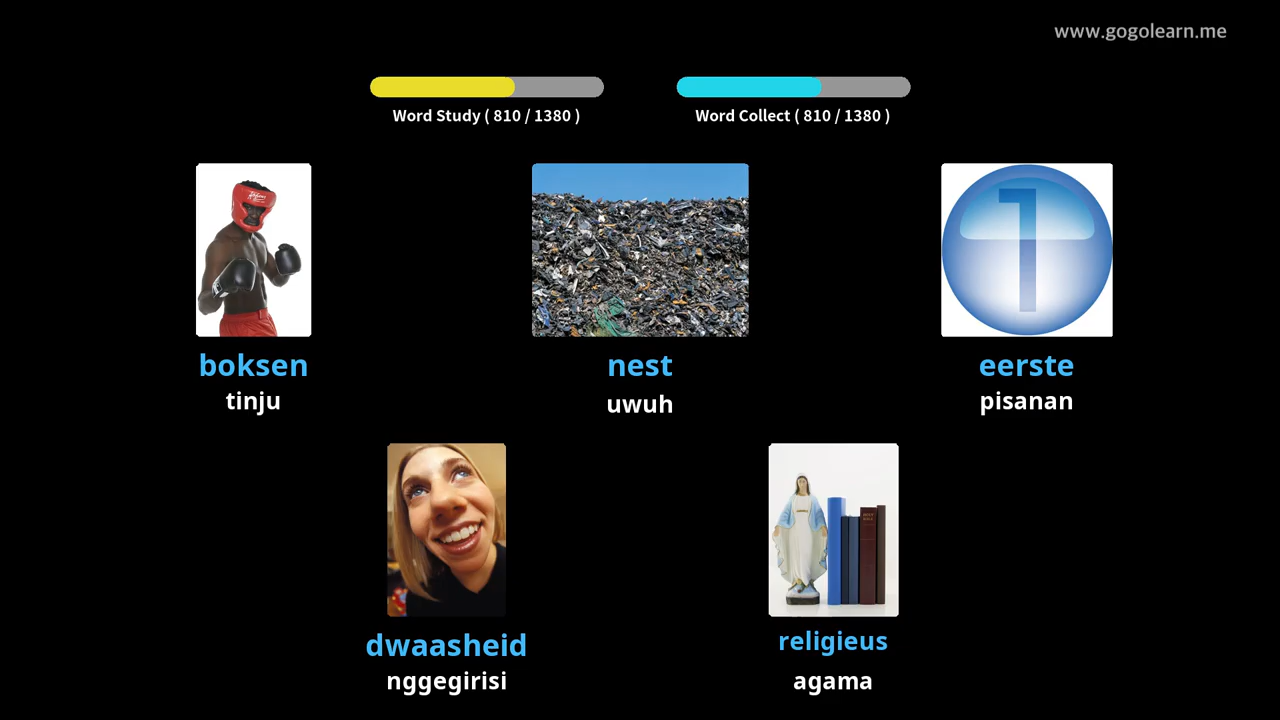 www.gogolearn.me
Word Study ( 810 / 1380 )
Word Collect ( 810 / 1380 )
1
boksen
tinju
nest
uwuh
eerste
pisanan
dwaasheid
nggegirisi
religieus
agama